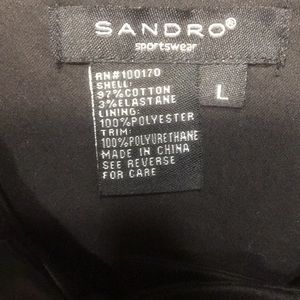 SANDRO®
sportswear
RN#100170
SHELL:
97%COTTON
3%ELASTANE
LINING:
100%POLYESTER
TRIM:
100%POLYURETHANE
MADE IN CHINA
SEE REVERSE
FOR CARE
L